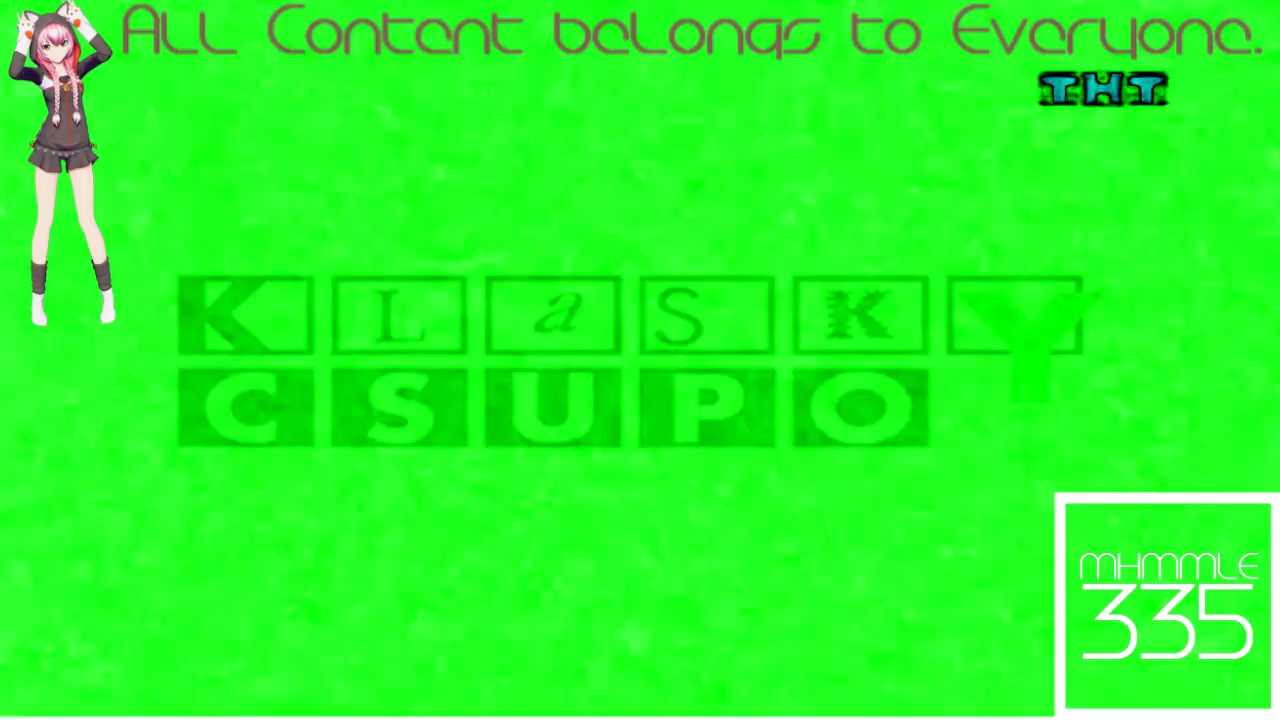 ALL Content beLongs to Everyone.
THT
KLaSKY
CSUPO
MHMMLE
335